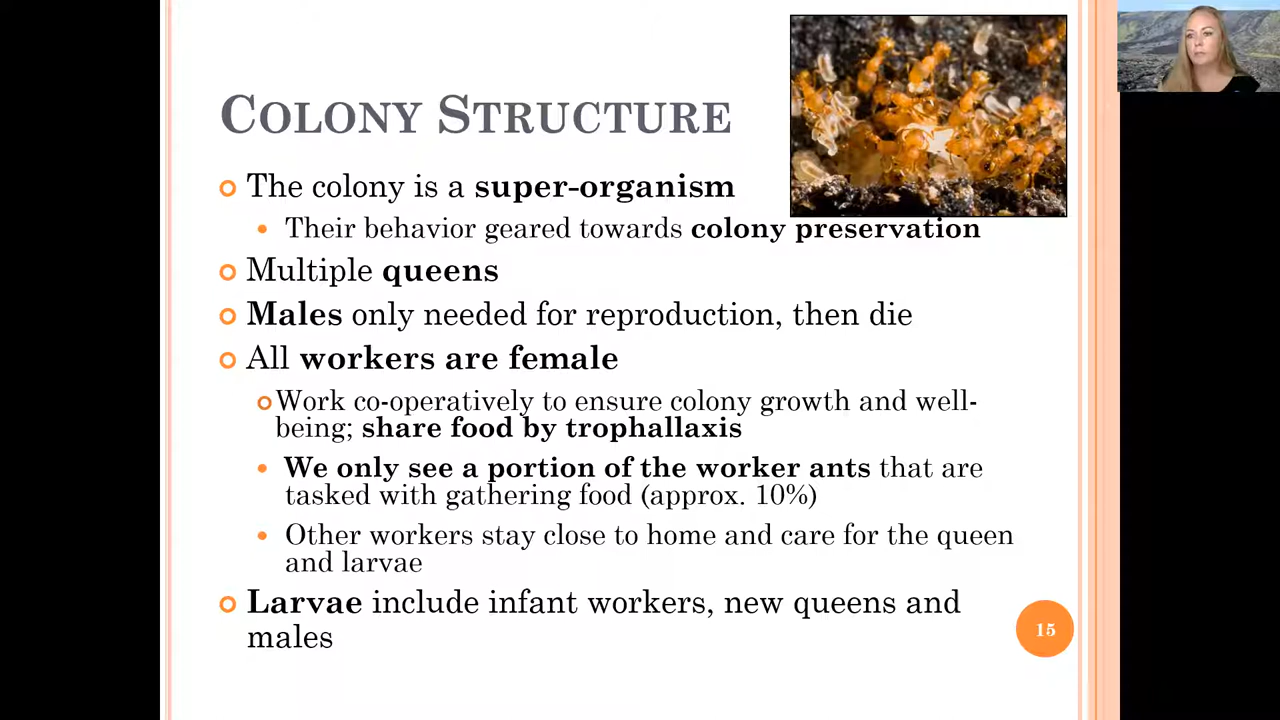 COLONY STRUCTURE
The colony is a super-organism
Their behavior geared towards colony preservation
Multiple queens
Males only needed for reproduction, then die
All workers are female
Work co-operatively to ensure colony growth and well-
being; share food by trophallaxis
We only see a portion of the worker ants that are
tasked with gathering food (approx. 10%)
Other workers stay close to home and care for the queen
and larvae
Larvae include infant workers, new queens and
males
15